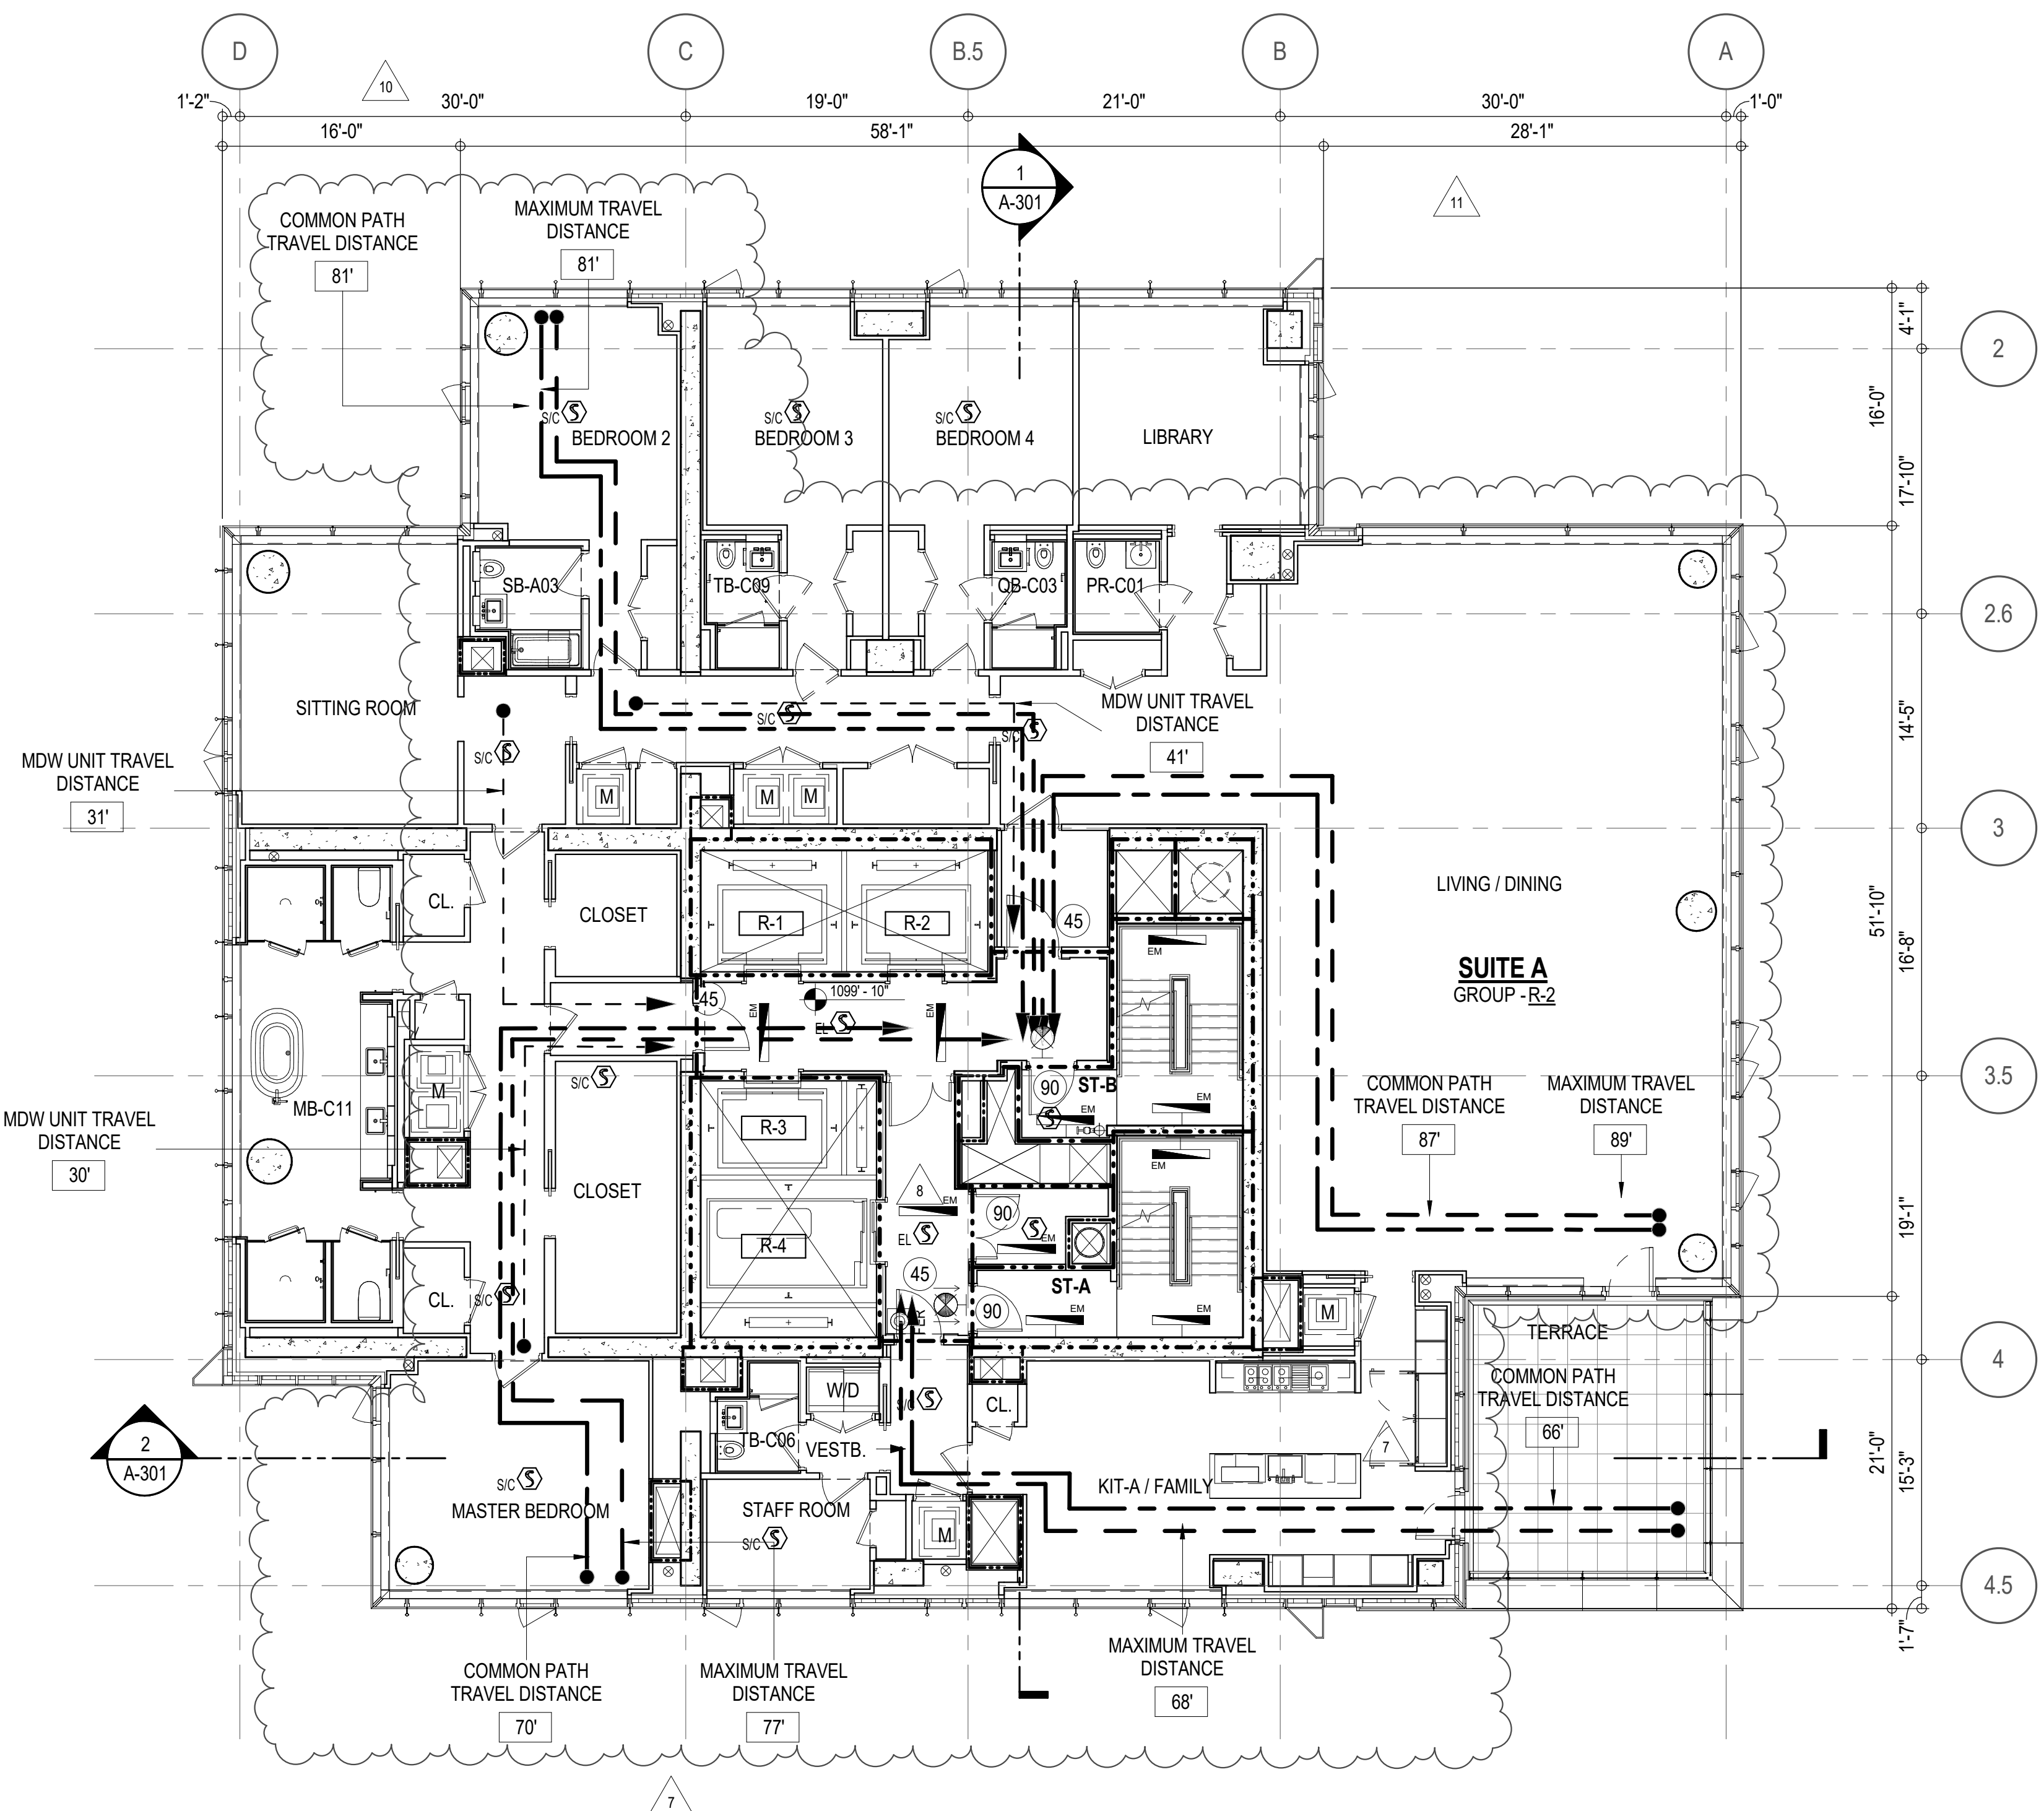 D
C
B.5
B
A
10
1'-2"
30'-0"
19'-0"
21'-0"
30'-0"
1'-0"
16'-0"
58'-1"
28'-1"
1
A-301
11
COMMON PATH
TRAVEL DISTANCE
81'
MAXIMUM TRAVEL
DISTANCE
81'
4'-1"
2
16'-0"
17'-10"
S/C S
BEDROOM 2
S/C S
BEDROOM 3
S/C S
BEDROOM 4
LIBRARY
SB-A03
TB-C09
QB-C03
PR-C01
2.6
SITTING ROOM
S/C S
S/C S
S/C S
MDW UNIT TRAVEL
DISTANCE
41'
14'-5"
MDW UNIT TRAVEL
DISTANCE
31'
M
M
M
3
CL.
CLOSET
R-1
R-2
45
LIVING / DINING
51'-10"
16'-8"
SUITE A
GROUP - R-2
45
1099' - 10"
EM
EL S
EM
EM
3.5
S/C S
M
MB-C11
MDW UNIT TRAVEL
DISTANCE
30'
R-3
90
ST-B
S
EM
EM
EM
COMMON PATH
TRAVEL DISTANCE
87'
MAXIMUM TRAVEL
DISTANCE
89'
CLOSET
8
EM
90
S
EM
EL S
R-4
19'-1"
45
ST-A
90
EM
EM
CL.
S/C S
M
TERRACE
4
COMMON PATH
TRAVEL DISTANCE
66'
W/D
S/C S
CL.
TB-C06
VESTB.
7
2
A-301
S/C S
MASTER BEDROOM
STAFF ROOM
S/C S
M
KIT-A / FAMILY
21'-0"
15'-3"
4.5
1'-7"
COMMON PATH
TRAVEL DISTANCE
70'
MAXIMUM TRAVEL
DISTANCE
77'
MAXIMUM TRAVEL
DISTANCE
68'
7